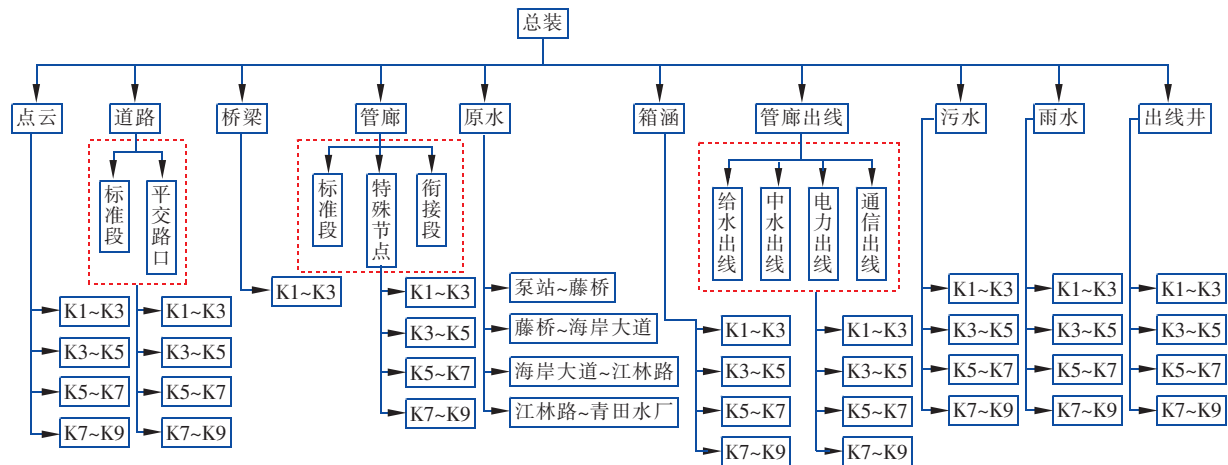 总装
点云
道路
桥梁
管廊
原水
箱涵
管廊出线
污水
雨水
出线井
标准段
平交路口
标准段
特殊节点
衔接段
给水出线
中水出线
电力出线
通信出线
K1~K3
K3~K5
K5~K7
K7~K9
K1~K3
K3~K5
K5~K7
K7~K9
K1~K3
K1~K3
K3~K5
K5~K7
K7~K9
泵站~藤桥
藤桥~海岸大道
海岸大道~江林路
江林路~青田水厂
K1~K3
K3~K5
K5~K7
K7~K9
K1~K3
K3~K5
K5~K7
K7~K9
K1~K3
K3~K5
K5~K7
K7~K9
K1~K3
K3~K5
K5~K7
K7~K9
K1~K3
K3~K5
K5~K7
K7~K9